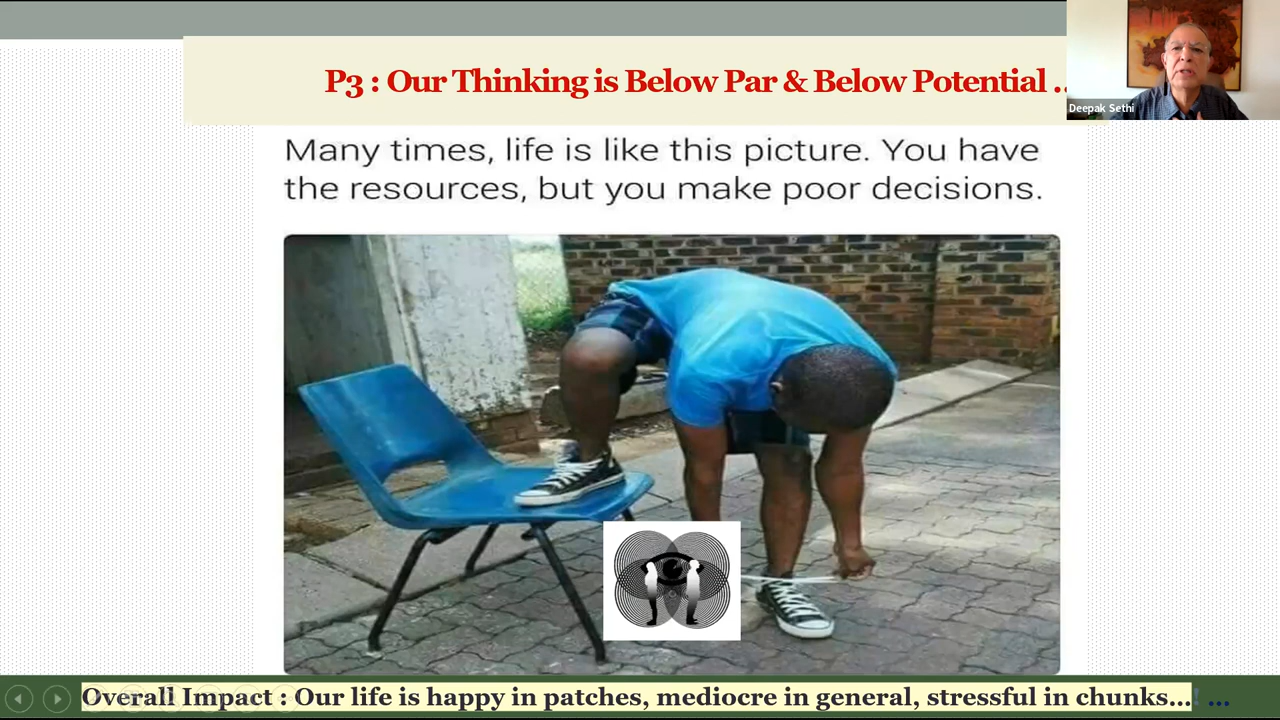 P3 : Our Thinking is Below Par & Below Potential ..
Deepak Sethi
Many times, life is like this picture. You have
the resources, but you make poor decisions.
Overall Impact : Our life is happy in patches, mediocre in general, stressful in chunks...! ...